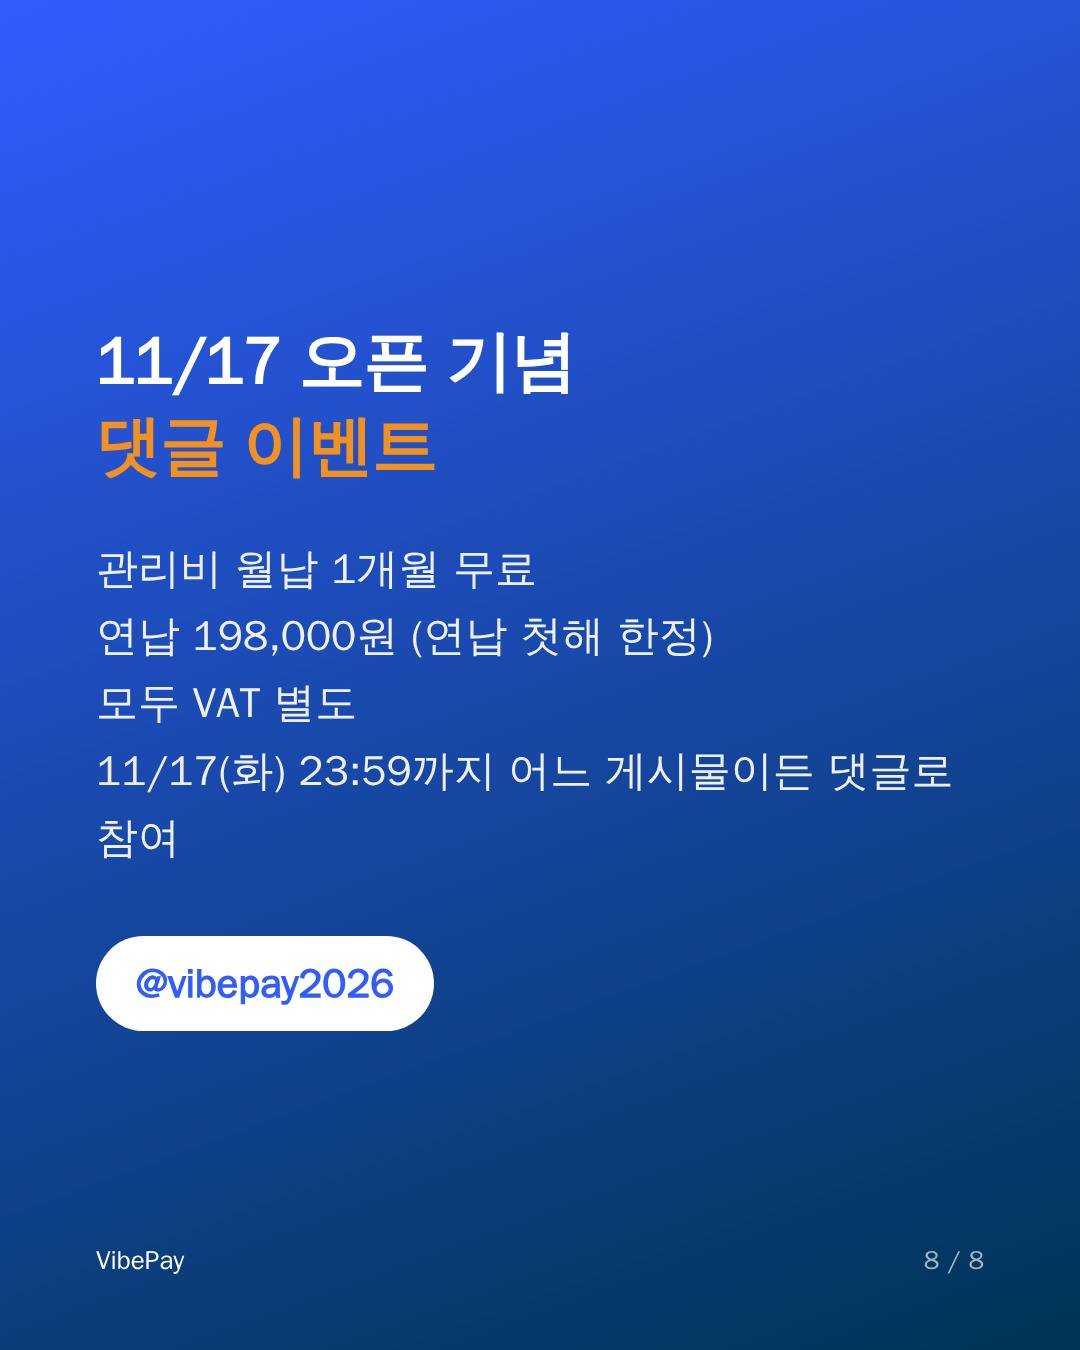 11/17 오픈 기념
댓글 이벤트
관리비 월납 1개월 무료
연납 198,000원 (연납 첫해 한정)
모두 VAT 별도
11/17(화) 23:59까지 어느 게시물이든 댓글로
참여
@vibepay2026
VibePay
8 / 8